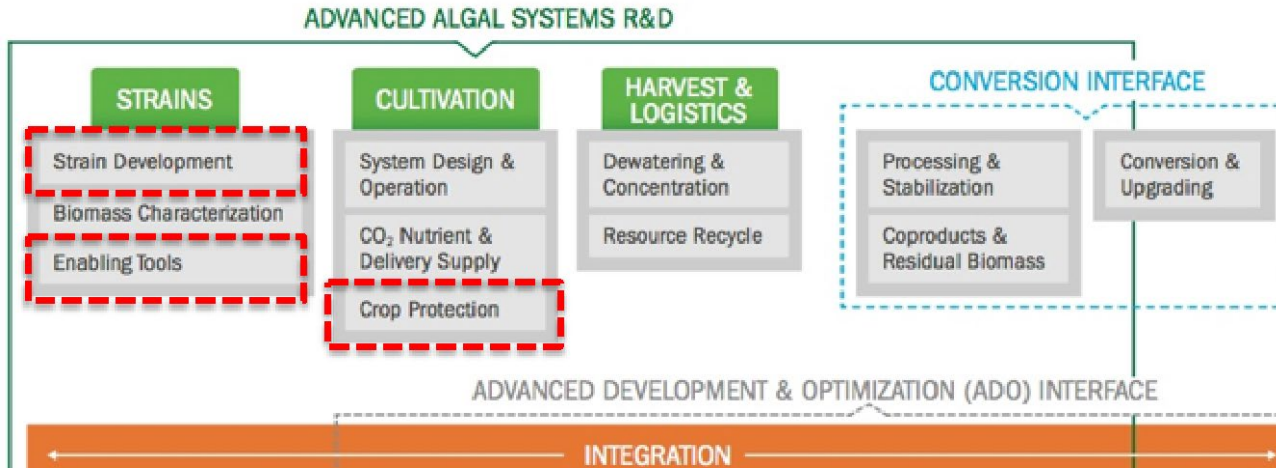 ADVANCED ALGAL SYSTEMS R&D
STRAINS
Strain Development
Biomass Characterization
Enabling Tools
CULTIVATION
System Design &
Operation
CO₂ Nutrient &
Delivery Supply
Crop Protection
HARVEST &
LOGISTICS
Dewatering &
Concentration
Resource Recycle
CONVERSION INTERFACE
Processing &
Stabilization
Coproducts &
Residual Biomass
Conversion &
Upgrading
ADVANCED DEVELOPMENT & OPTIMIZATION (ADO) INTERFACE
INTEGRATION